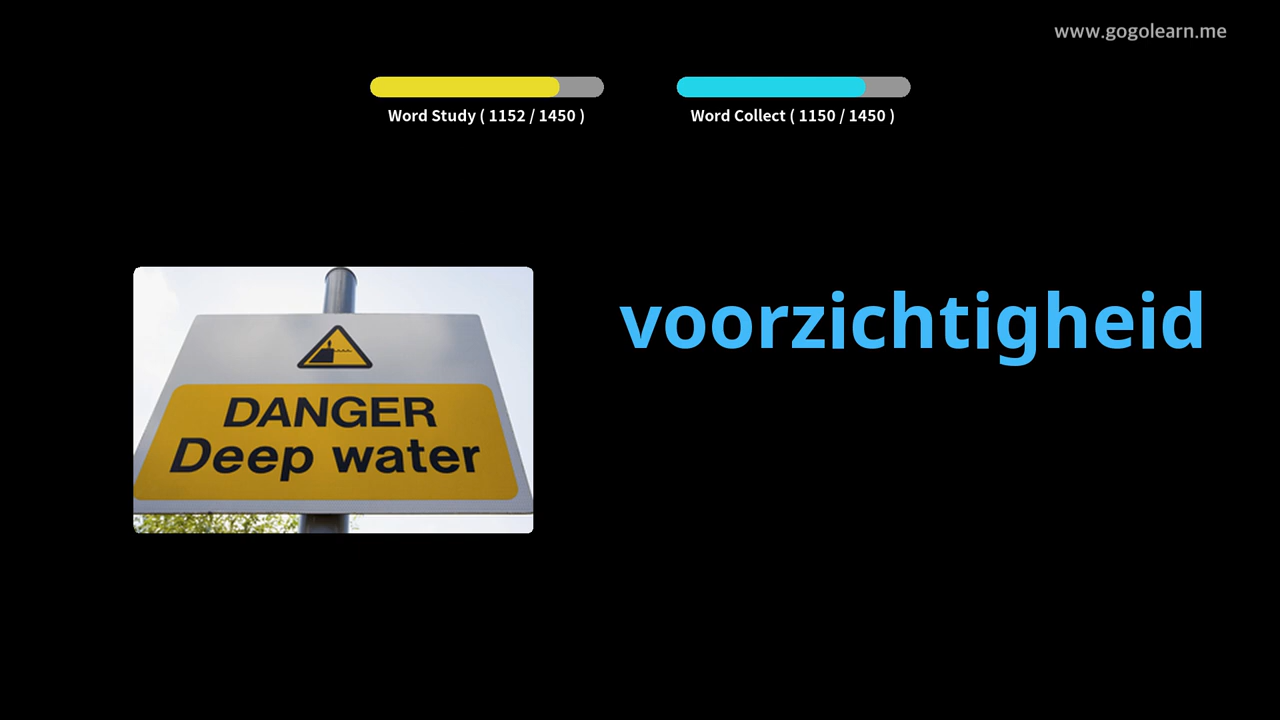 www.gogolearn.me
Word Study ( 1152 / 1450 )
Word Collect ( 1150 / 1450 )
voorzichtigheid
DANGER
Deep water